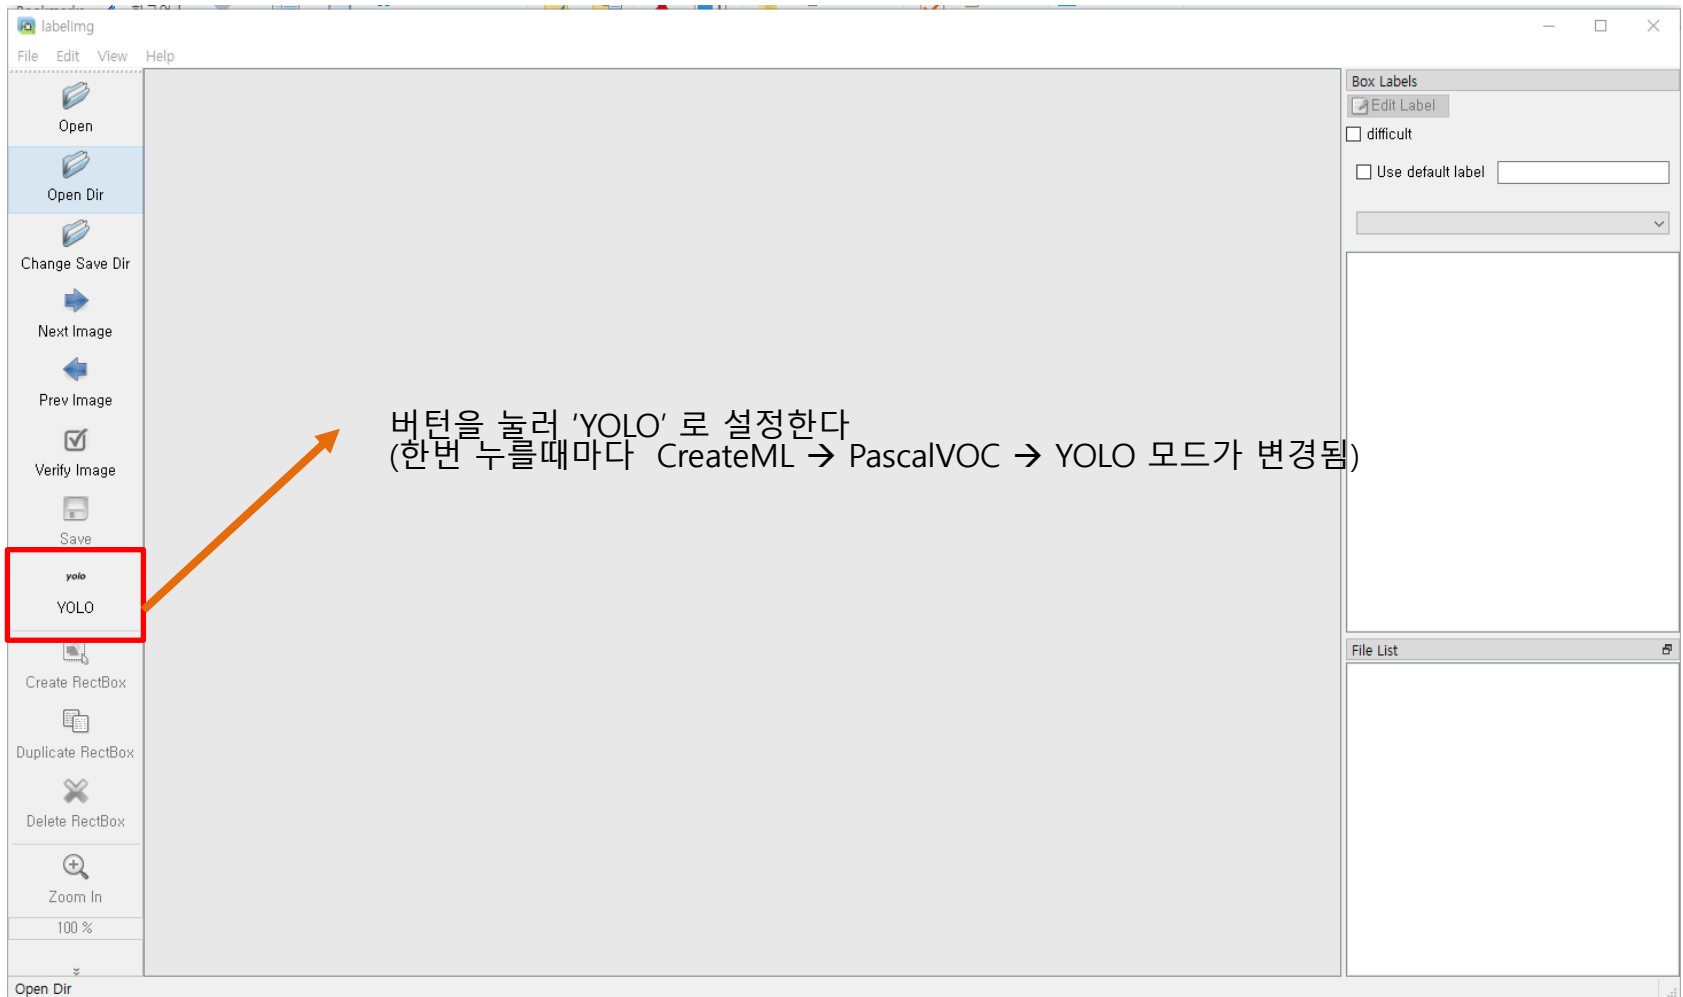 labelImg
File Edit View Help
Open
Open Dir
Change Save Dir
Next Image
Prev Image
Verify Image
Save
yolo
YOLO
Create RectBox
Duplicate RectBox
Delete RectBox
Zoom In
100 %
Open Dir
버턴을 눌러 ‘YOLO’ 로 설정한다
(한번 누를때마다 CreateML → PascalVOC → YOLO 모드가 변경됨)
Box Labels
Edit Label
difficult
Use default label
File List